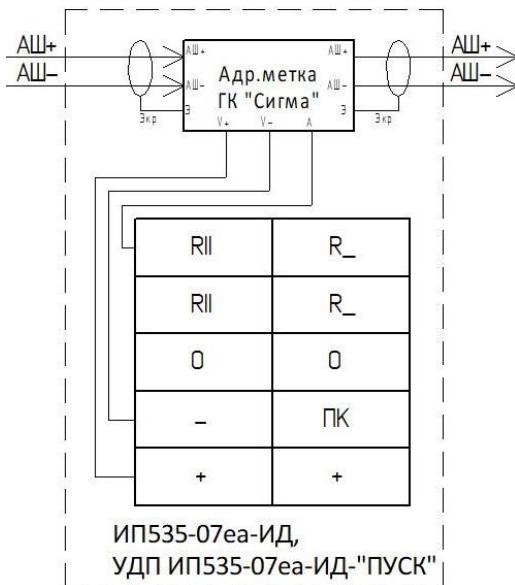 АШ+ АШ+ АШ+ АШ+
АШ− АШ− АШ− АШ−
Адр.метка
ГК "Сигма"
Э Э
Экр Экр
V+ V− A
RII R_
RII R_
0 0
− ПК
+ +
ИП535-07еа-ИД,
УДП ИП535-07еа-ИД-"ПУСК"